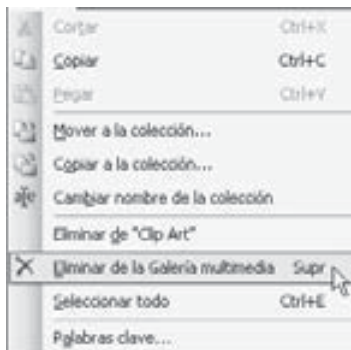 Cortar Ctrl+X
Copiar Ctrl+C
Pegar Ctrl+V
Mover a la colección...
Copiar a la colección...
Cambiar nombre de la colección
Eliminar de "Clip Art"
Eliminar de la Galería multimedia Supr
Seleccionar todo Ctrl+E
Palabras clave...